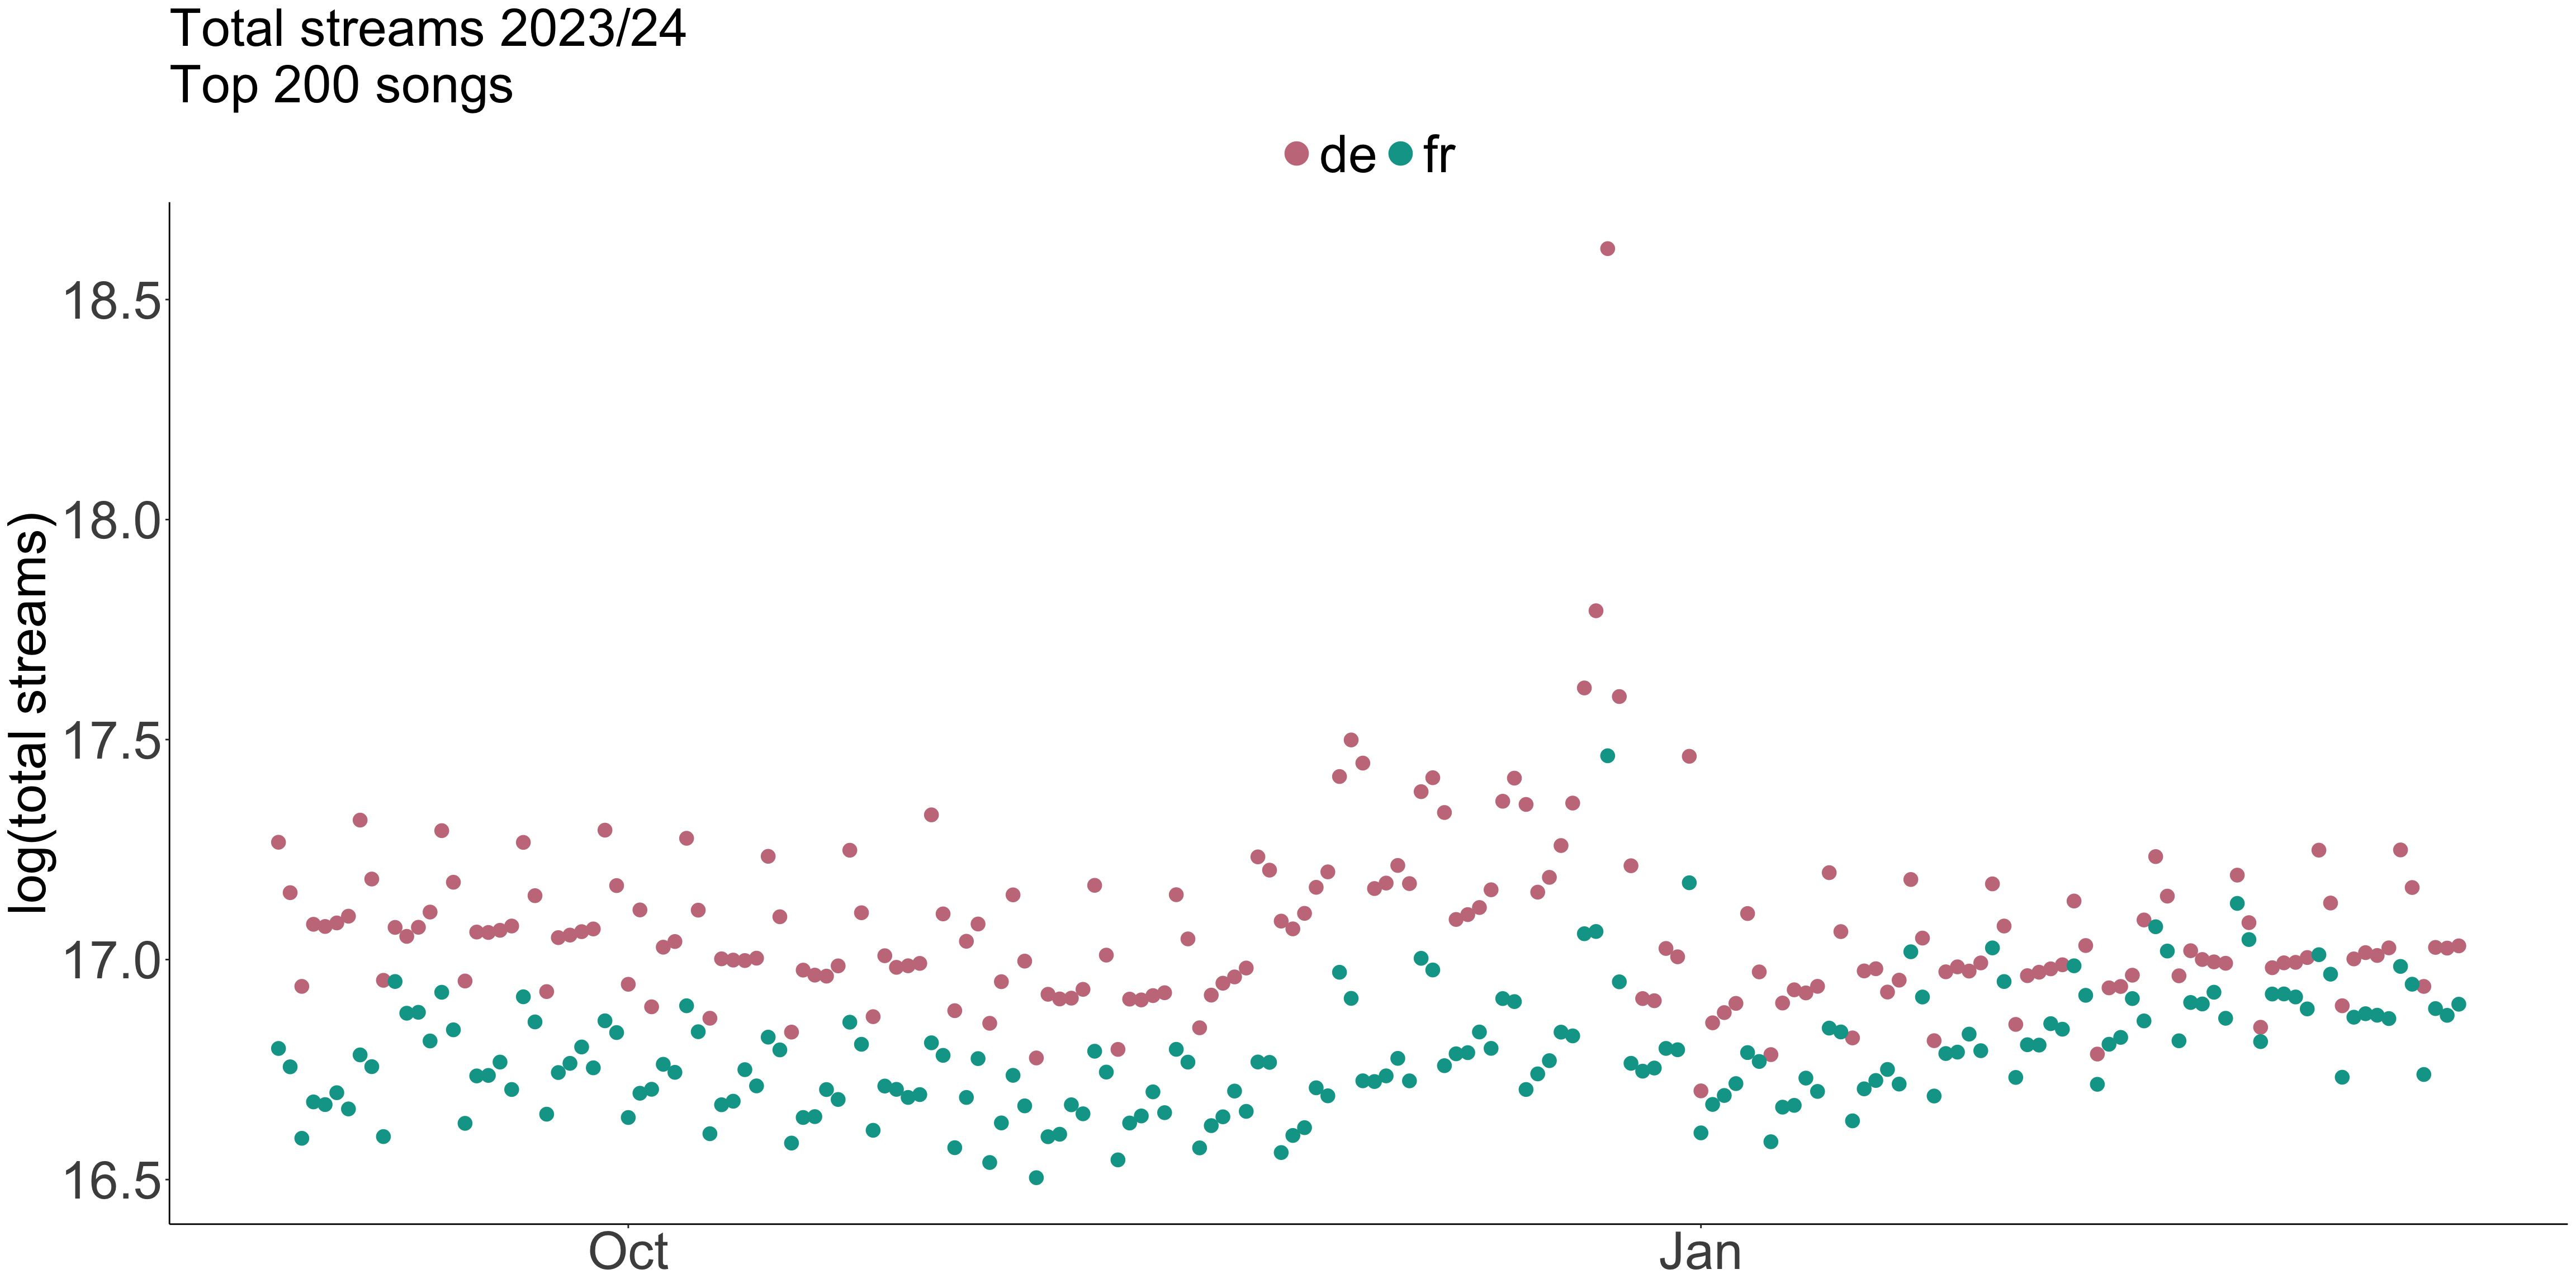 Total streams 2023/24
Top 200 songs
de fr
log(total streams)
18.5
18.0
17.5
17.0
16.5
Oct Jan